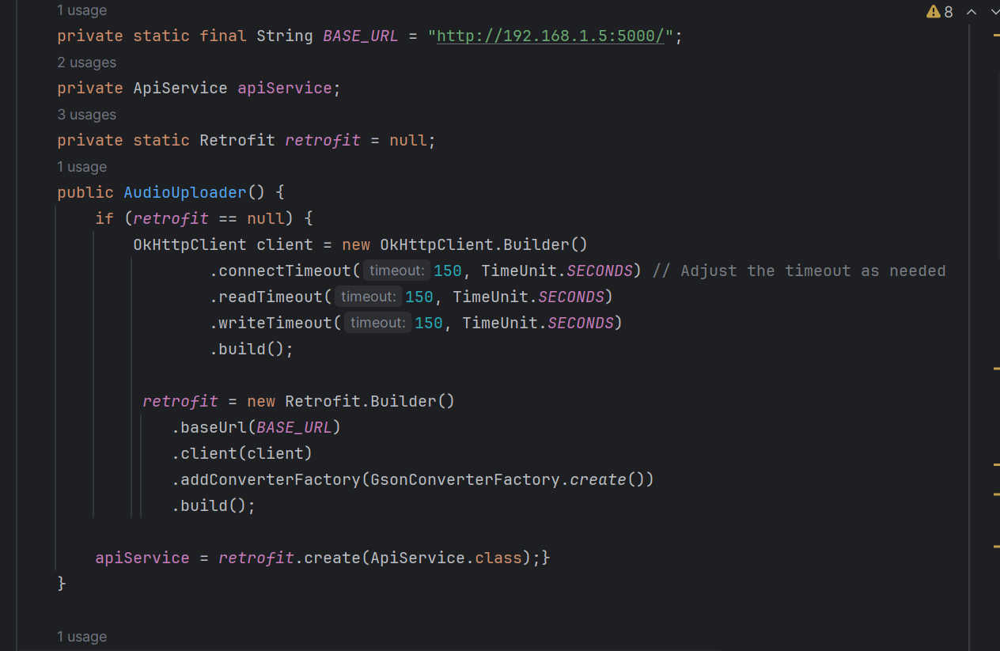 1 usage
8
private static final String BASE_URL = "http://192.168.1.5:5000/";
2 usages
private ApiService apiService;
3 usages
private static Retrofit retrofit = null;
1 usage
public AudioUploader() {
if (retrofit == null) {
OkHttpClient client = new OkHttpClient.Builder()
.connectTimeout( timeout: 150, TimeUnit.SECONDS) // Adjust the timeout as needed
.readTimeout( timeout: 150, TimeUnit.SECONDS)
.writeTimeout( timeout: 150, TimeUnit.SECONDS)
.build();
retrofit = new Retrofit.Builder()
.baseUrl(BASE_URL)
.client(client)
.addConverterFactory(GsonConverterFactory.create())
.build();
apiService = retrofit.create(ApiService.class);}
}
1 usage